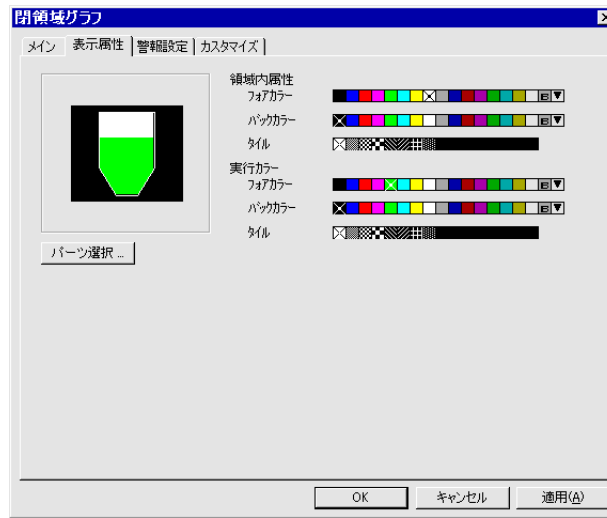 閉領域グラフ
メイン 表示属性 警報設定 カスタマイズ
領域内属性
フォアカラー
B
バックカラー
B
タイル
実行カラー
フォアカラー
B
バックカラー
B
タイル
パーツ選択 ...
OK キャンセル 適用(A)